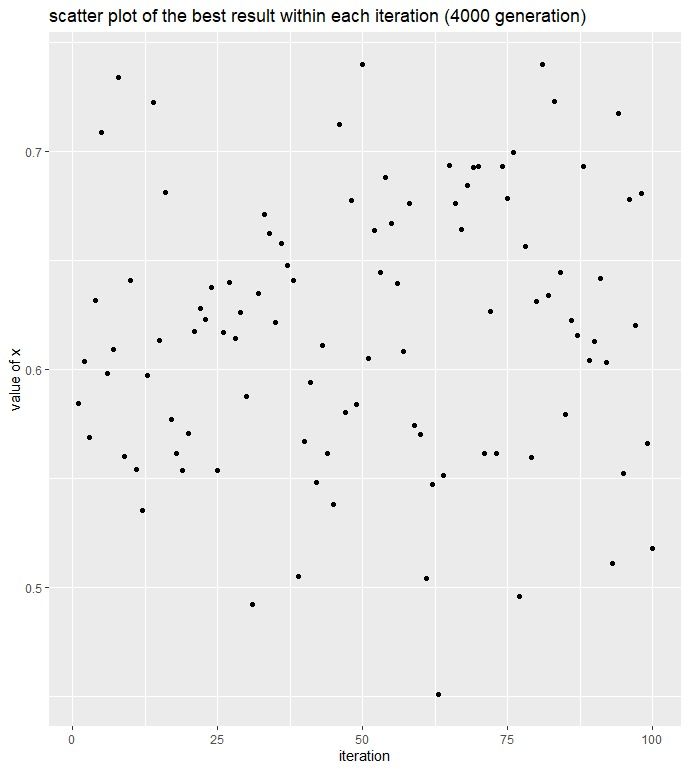 scatter plot of the best result within each iteration (4000 generation)
0.7
0.6
0.5
value of x
0 25 50 75 100
iteration